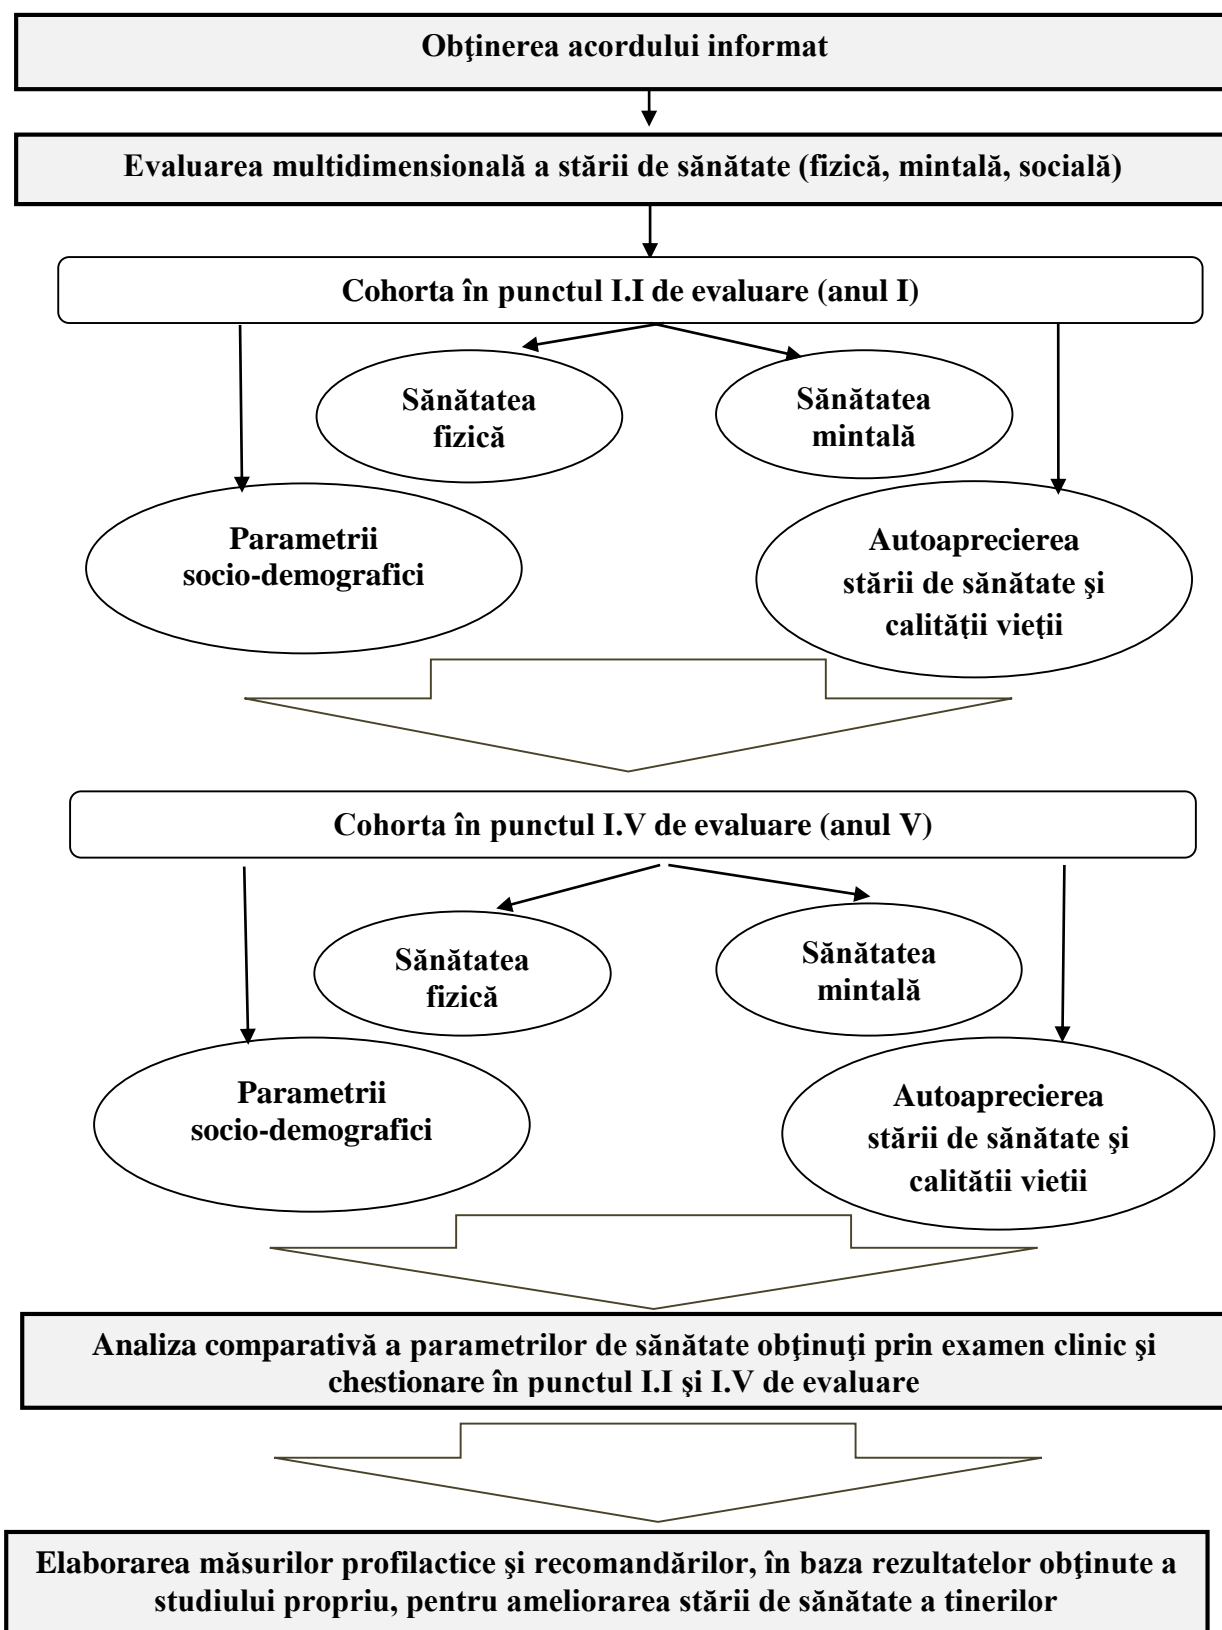 Obţinerea acordului informat
Evaluarea multidimensională a stării de sănătate (fizică, mintală, socială)
Cohorta în punctul I.I de evaluare (anul I)
Sănătatea
fizică
Sănătatea
mintală
Parametrii
socio-demografici
Autoaprecierea
stării de sănătate şi
calității vieții
Cohorta în punctul I.V de evaluare (anul V)
Sănătatea
fizică
Sănătatea
mintală
Parametrii
socio-demografici
Autoaprecierea
stării de sănătate şi
calității vieții
Analiza comparativă a parametrilor de sănătate obţinuţi prin examen clinic şi
chestionare în punctul I.I şi I.V de evaluare
Elaborarea măsurilor profilactice şi recomandărilor, în baza rezultatelor obţinute a
studiului propriu, pentru ameliorarea stării de sănătate a tinerilor